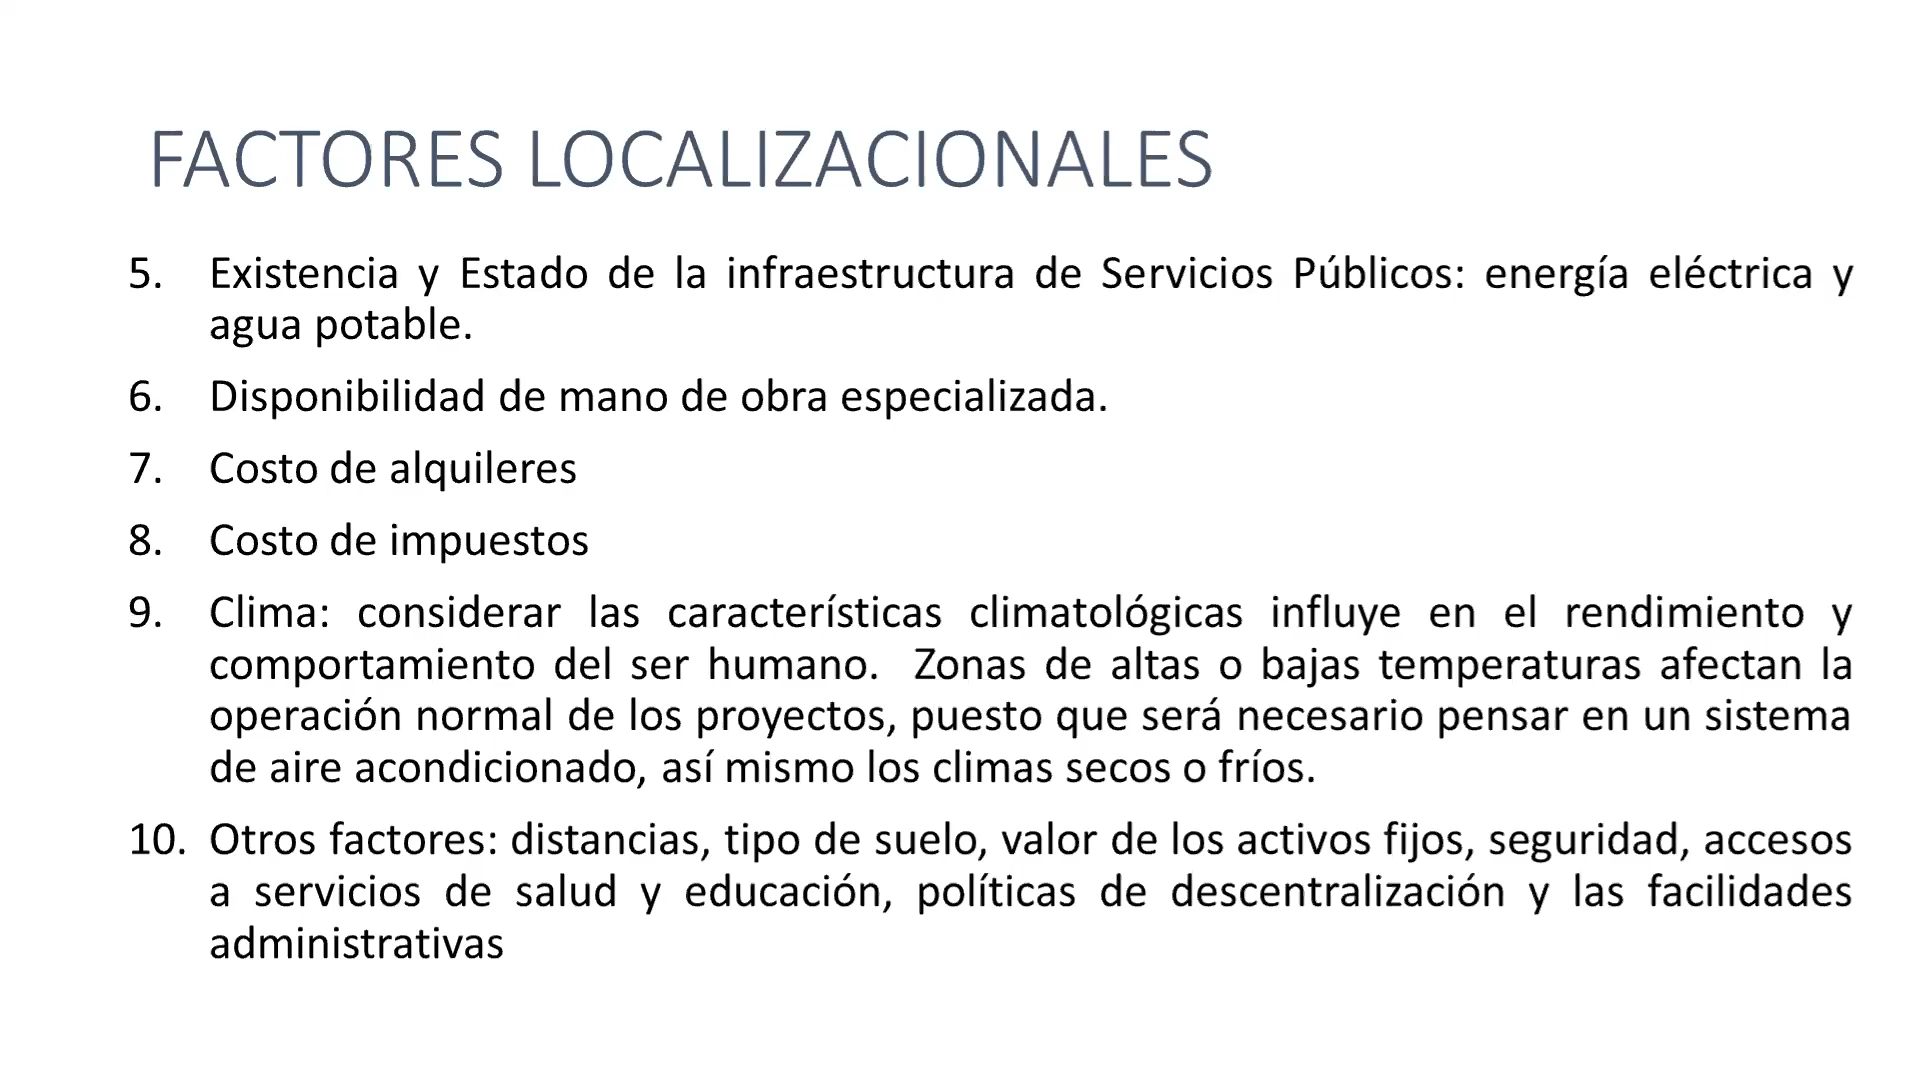 FACTORES LOCALIZACIONALES
5. Existencia y Estado de la infraestructura de Servicios Públicos: energía eléctrica y
agua potable.
6. Disponibilidad de mano de obra especializada.
7. Costo de alquileres
8. Costo de impuestos
9. Clima: considerar las características climatológicas influye en el rendimiento y
comportamiento del ser humano. Zonas de altas o bajas temperaturas afectan la
operación normal de los proyectos, puesto que será necesario pensar en un sistema
de aire acondicionado, así mismo los climas secos o fríos.
10. Otros factores: distancias, tipo de suelo, valor de los activos fijos, seguridad, accesos
a servicios de salud y educación, políticas de descentralización y las facilidades
administrativas